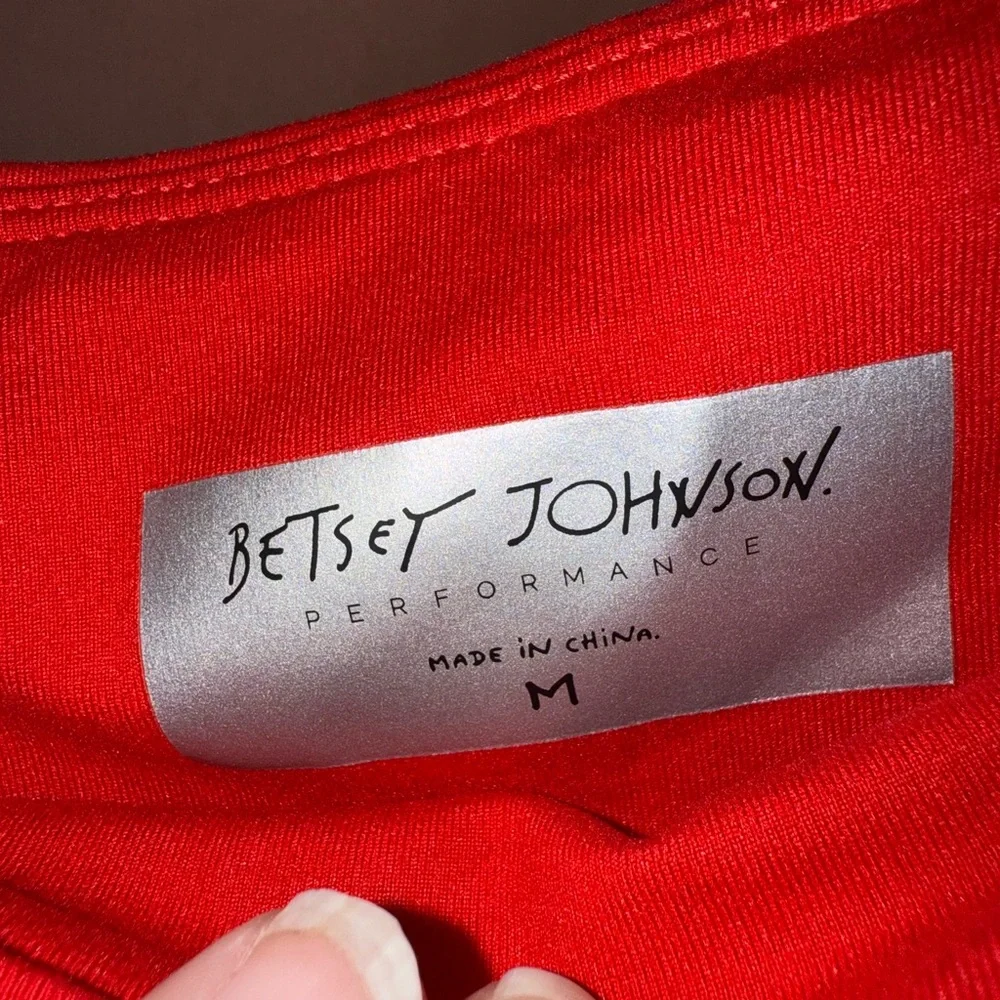 BETSEY JOHNSON.
PERFORMANCE
MADE iN CHiNA.
M